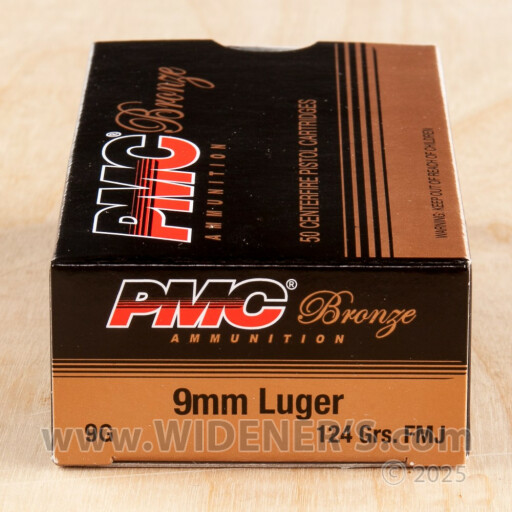 PMC® Bronze
AMMUNITION
50 CENTERFIRE PISTOL CARTRIDGES
WARNING: KEEP OUT OF REACH OF CHILDREN
PMC® Bronze
AMMUNITION
9mm Luger
9G 124 Grs. FMJ
WWW.WIDENERS.COM
© 2025